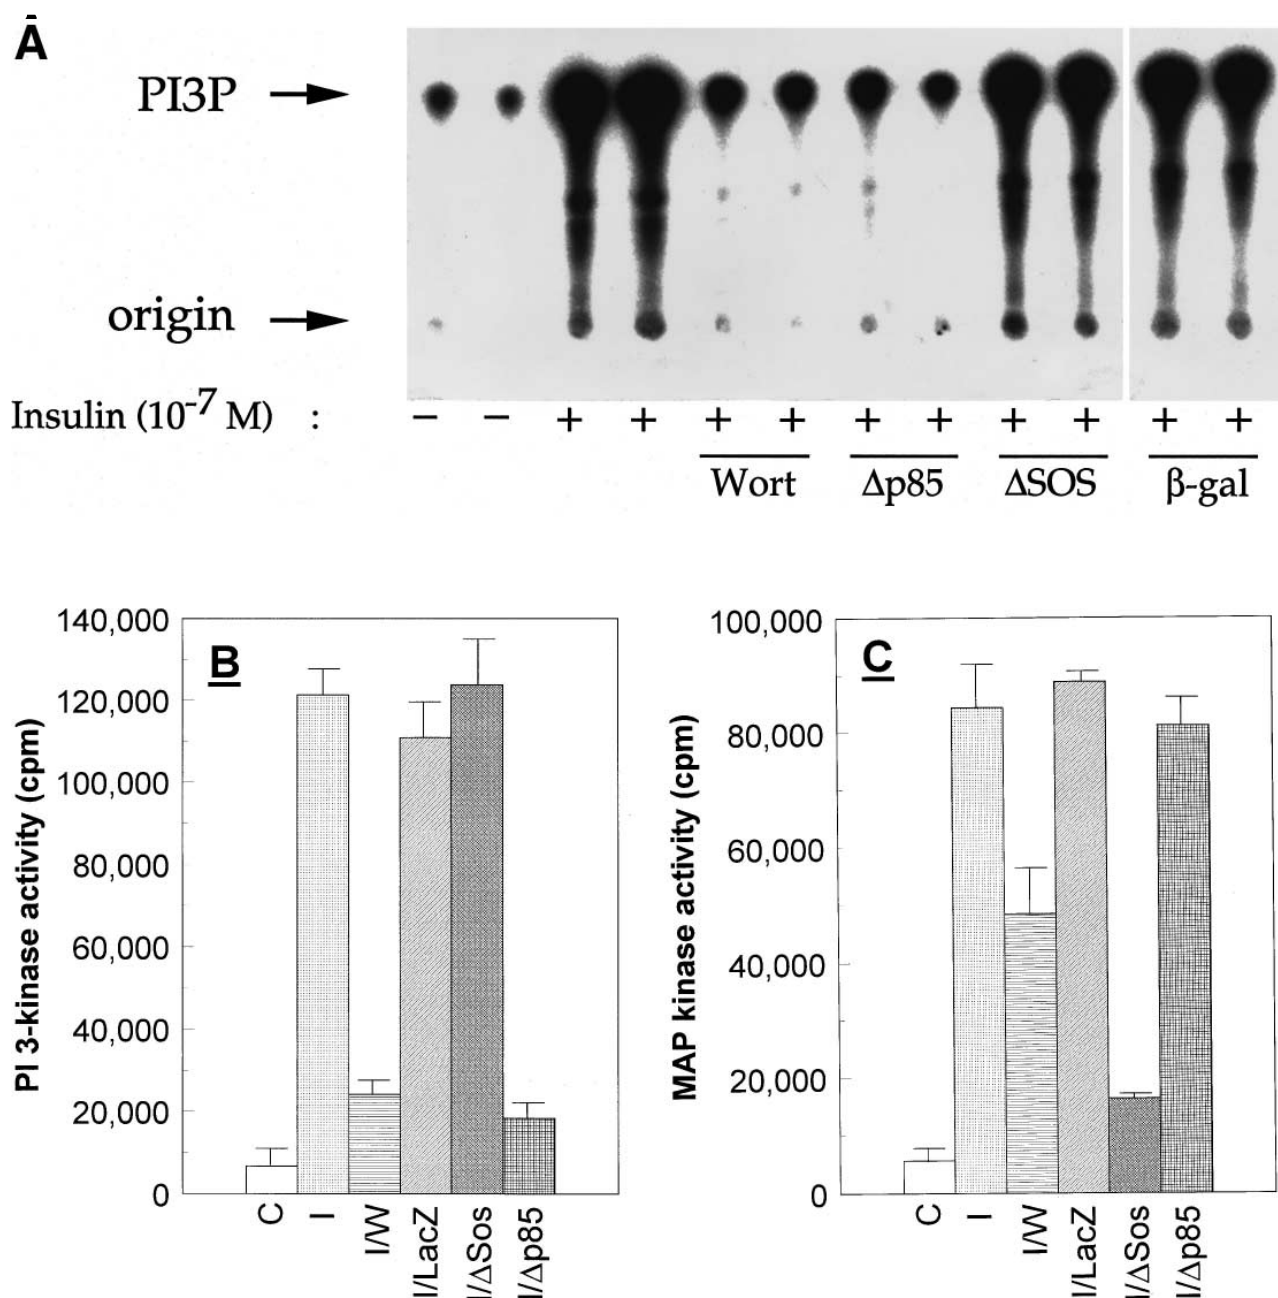 A
PI3P
origin
Insulin (10⁻⁷ M) : − − + + + + + + + + + +
Wort Δp85 ΔSOS β-gal
B
PI 3-kinase activity (cpm)
140,000
120,000
100,000
80,000
60,000
40,000
20,000
0
C I I/W I/LacZ I/ΔSos I/Δp85
C
MAP kinase activity (cpm)
100,000
80,000
60,000
40,000
20,000
0
C I I/W I/LacZ I/ΔSos I/Δp85